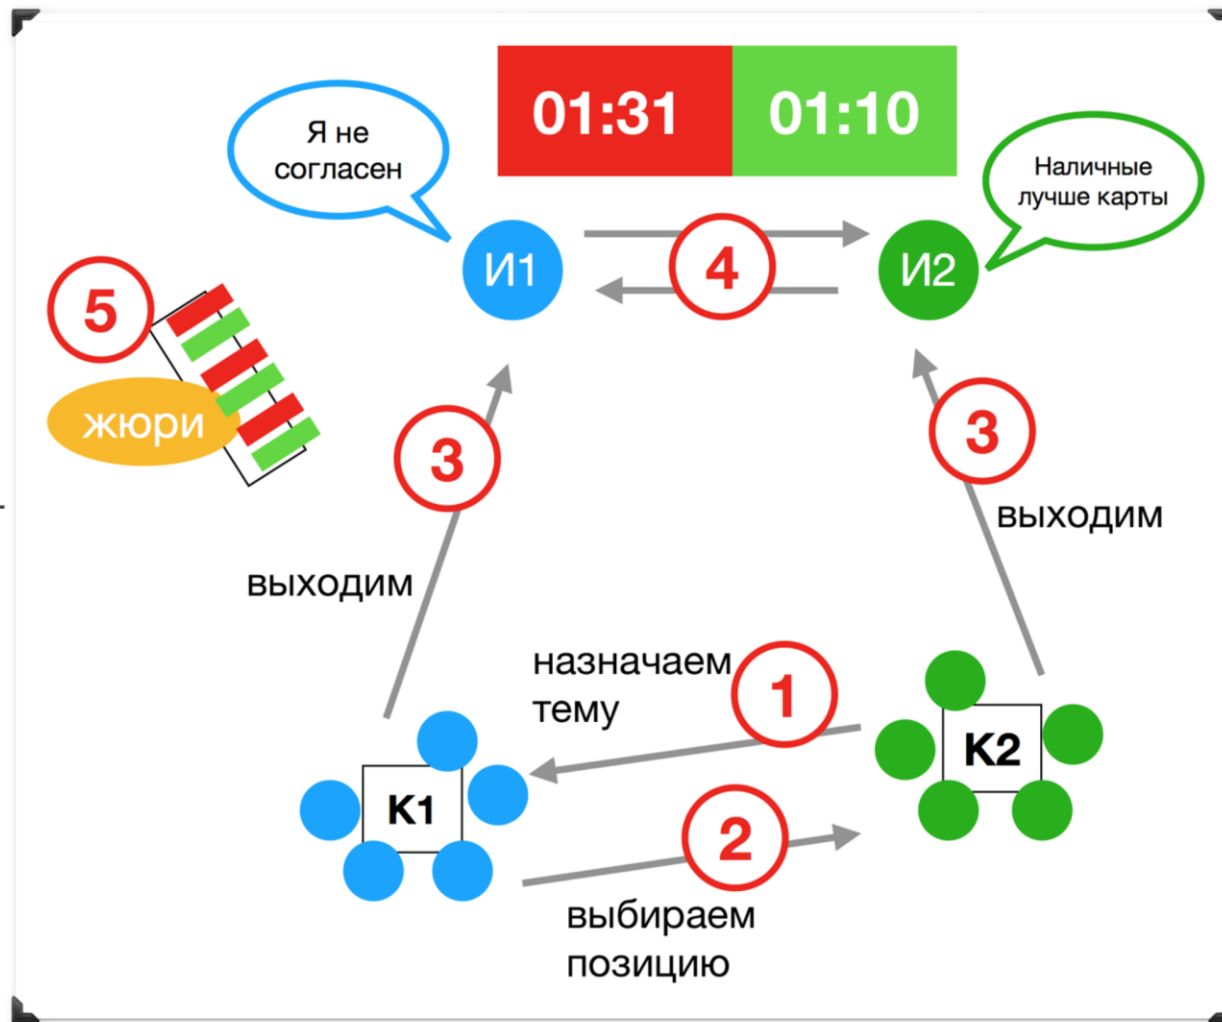 01:31
01:10
Я не
согласен
Наличные
лучше карты
И1
4
И2
5
жюри
3
3
выходим
выходим
назначаем
тему
1
К1
К2
2
выбираем
позицию